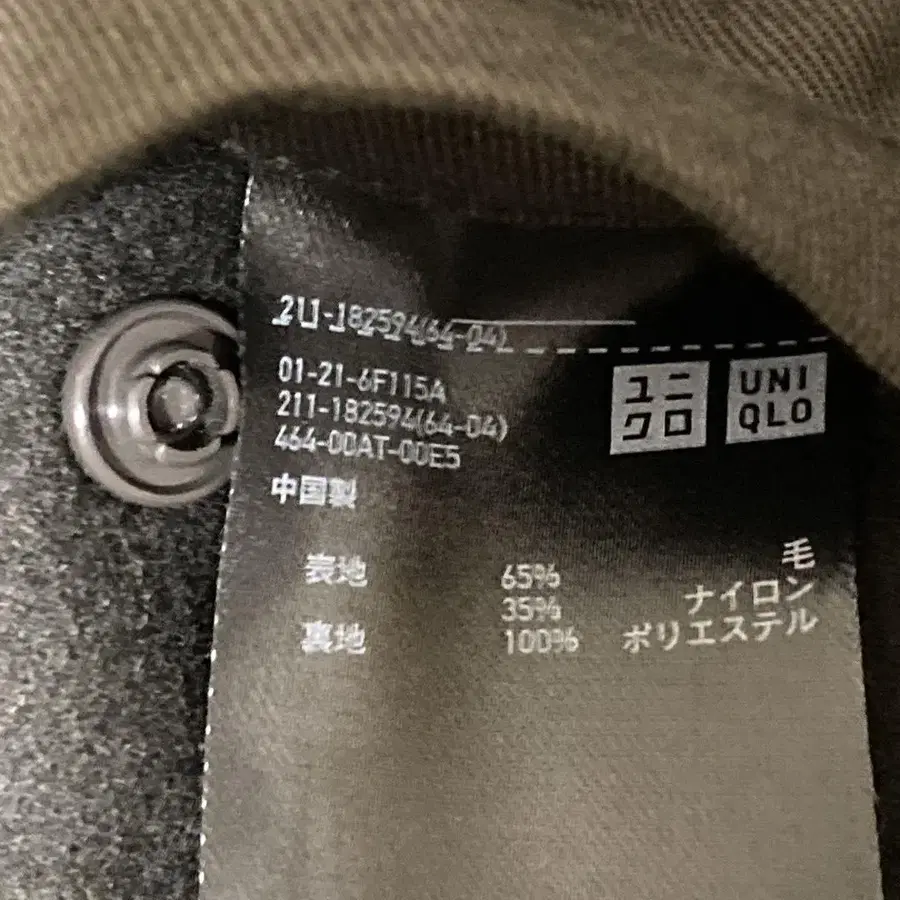 211-182594(64-04)
01-21-6F115A
211-182594(64-04)
464-00AT-00E5
中国製
ユニ
クロ
UNI
QLO
表地 65% 毛
35% ナイロン
裏地 100% ポリエステル